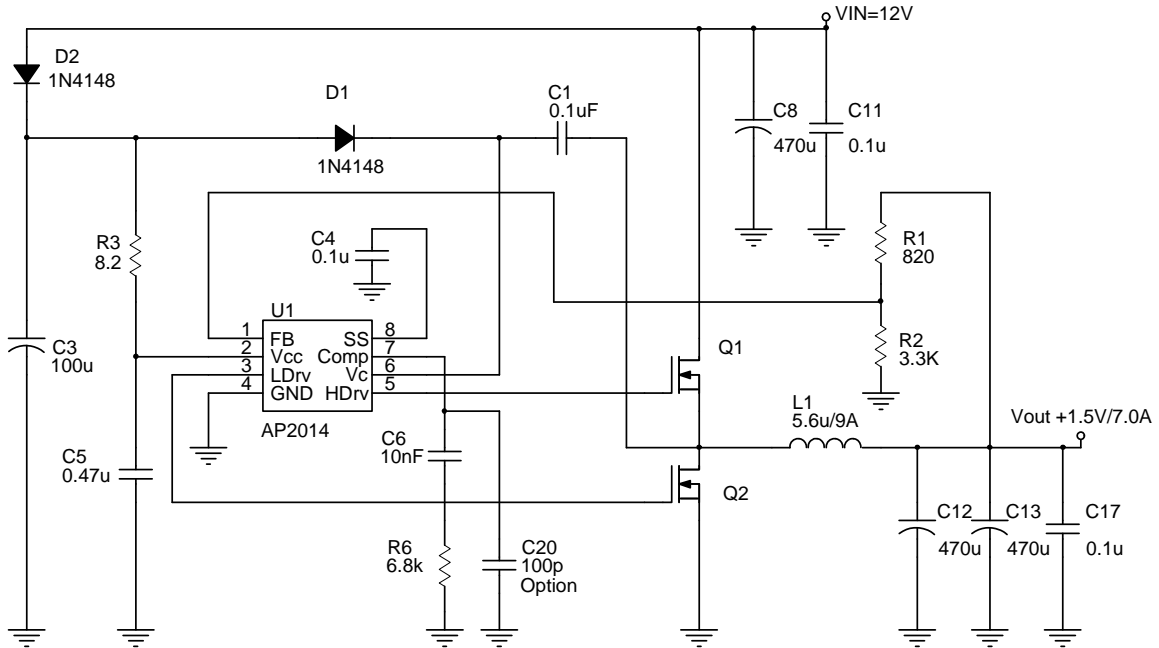 VIN=12V
D2
1N4148
D1
1N4148
C1
0.1uF
C8
470u
C11
0.1u
R3
8.2
C4
0.1u
R1
820
U1
1
2
3
4
FB
Vcc
LDrv
GND
SS
Comp
Vc
HDrv
8
7
6
5
AP2014
C3
100u
Q1
R2
3.3K
L1
5.6u/9A
Vout +1.5V/7.0A
C5
0.47u
C6
10nF
Q2
R6
6.8k
C20
100p
Option
C12
470u
C13
470u
C17
0.1u